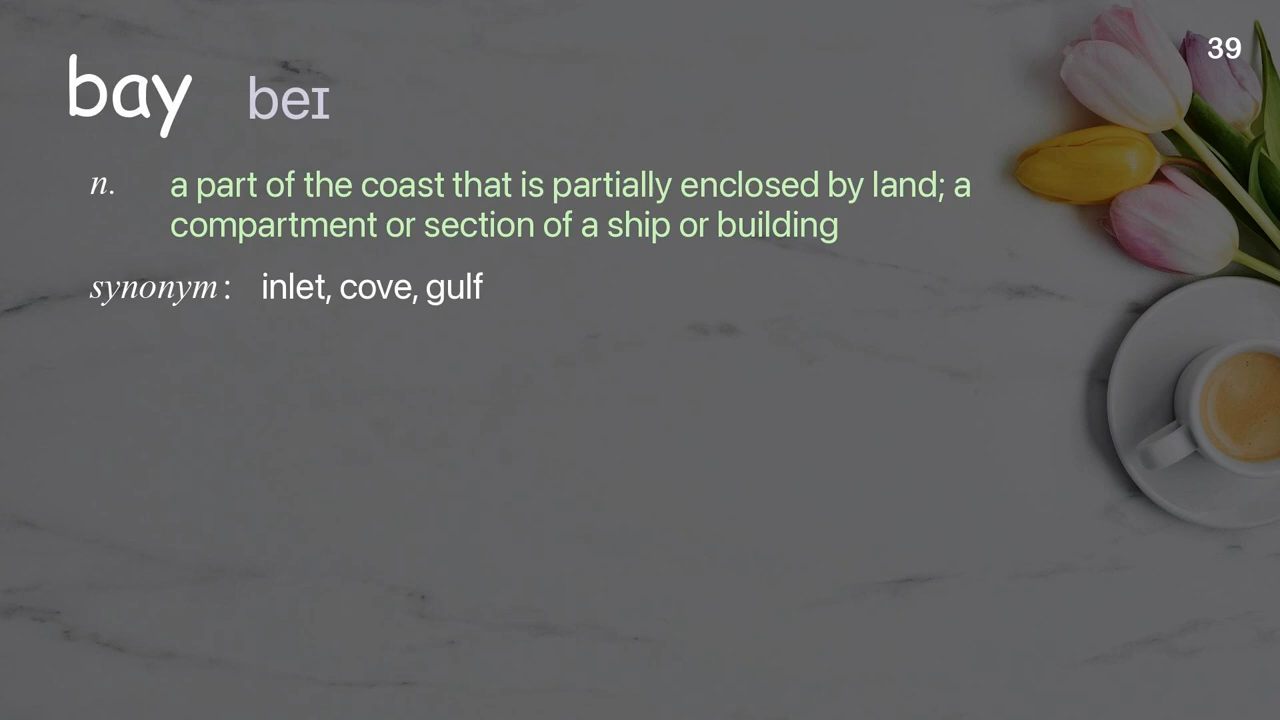 39
bay beɪ
n. a part of the coast that is partially enclosed by land; a
compartment or section of a ship or building
synonym: inlet, cove, gulf